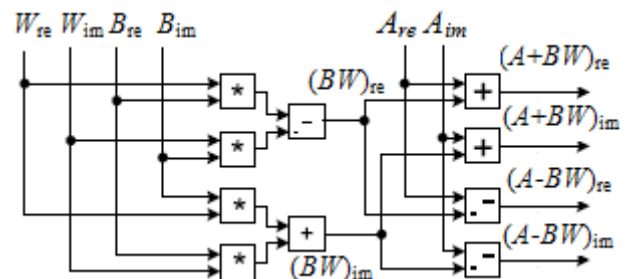 W_re W_im B_re B_im A_re A_im
(A+BW)_re
* (BW)_re +
-
(A+BW)_im
* +
(A-BW)_re
* -
+ (A-BW)_im
* (BW)_im -